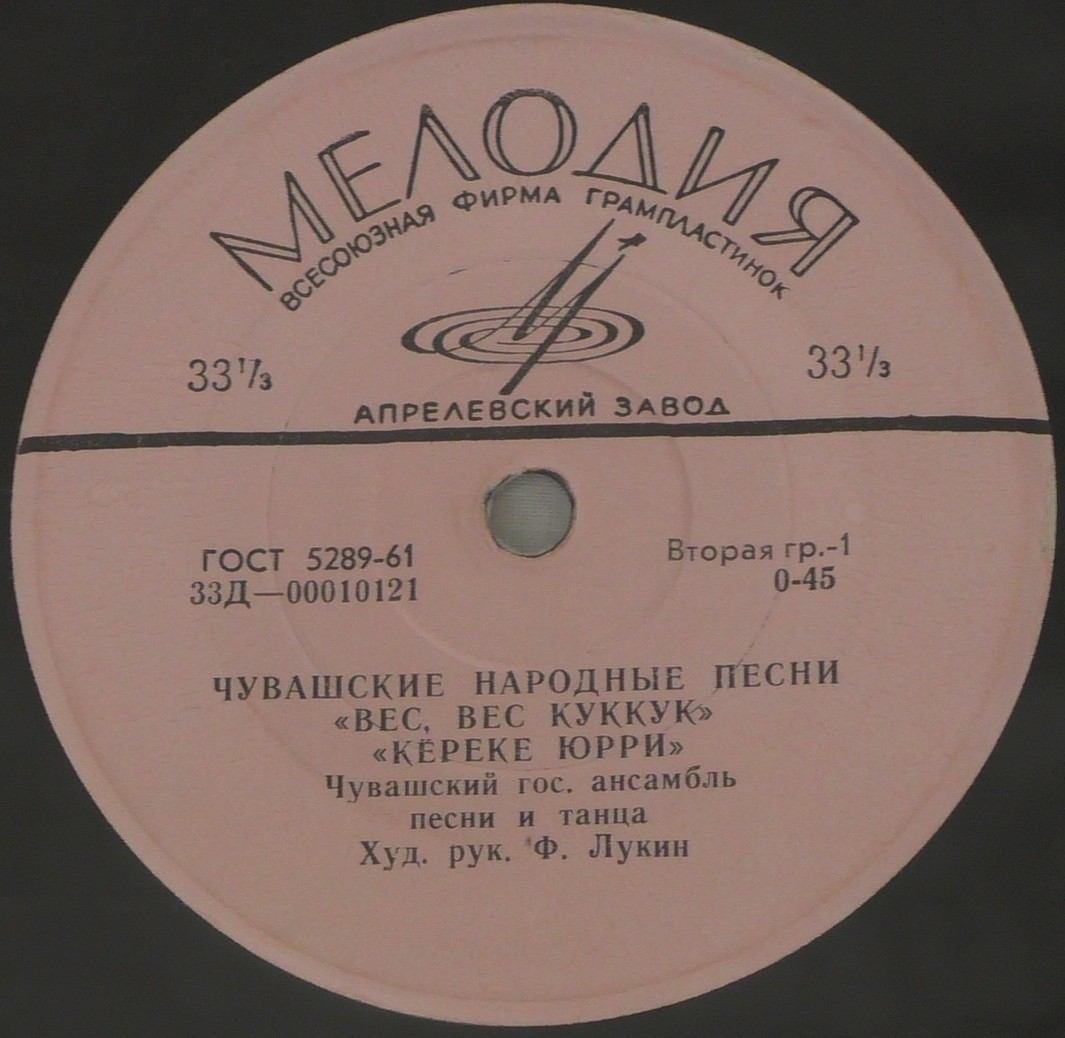 МЕЛОДИЯ
ВСЕСОЮЗНАЯ ФИРМА ГРАМПЛАСТИНОК
33⅓ 33⅓
АПРЕЛЕВСКИЙ ЗАВОД
ГОСТ 5289-61 Вторая гр.-1
33Д—00010121 0-45
ЧУВАШСКИЕ НАРОДНЫЕ ПЕСНИ
«ВЕС, ВЕС КУККУК»
«КЁРЕКЕ ЮРРИ»
Чувашский гос. ансамбль
песни и танца
Худ. рук. Ф. Лукин